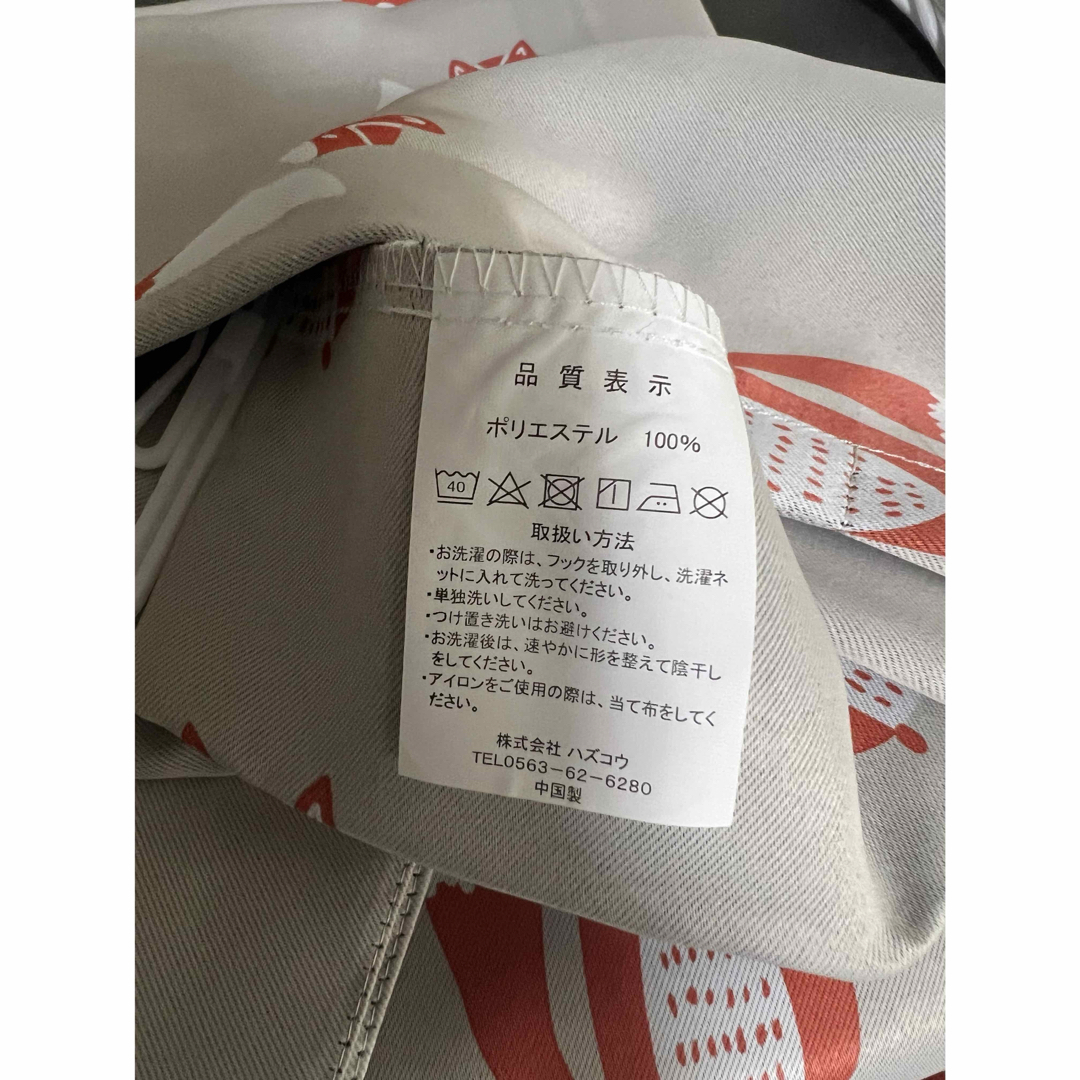 品質表示
ポリエステル 100%
40
取扱い方法
・お洗濯の際は、フックを取り外し、洗濯ネ
ットに入れて洗ってください。
・単独洗いしてください。
・つけ置き洗いはお避けください。
・お洗濯後は、速やかに形を整えて陰干し
をしてください。
・アイロンをご使用の際は、当て布をしてく
ださい。
株式会社 ハズコウ
TEL0563-62-6280
中国製